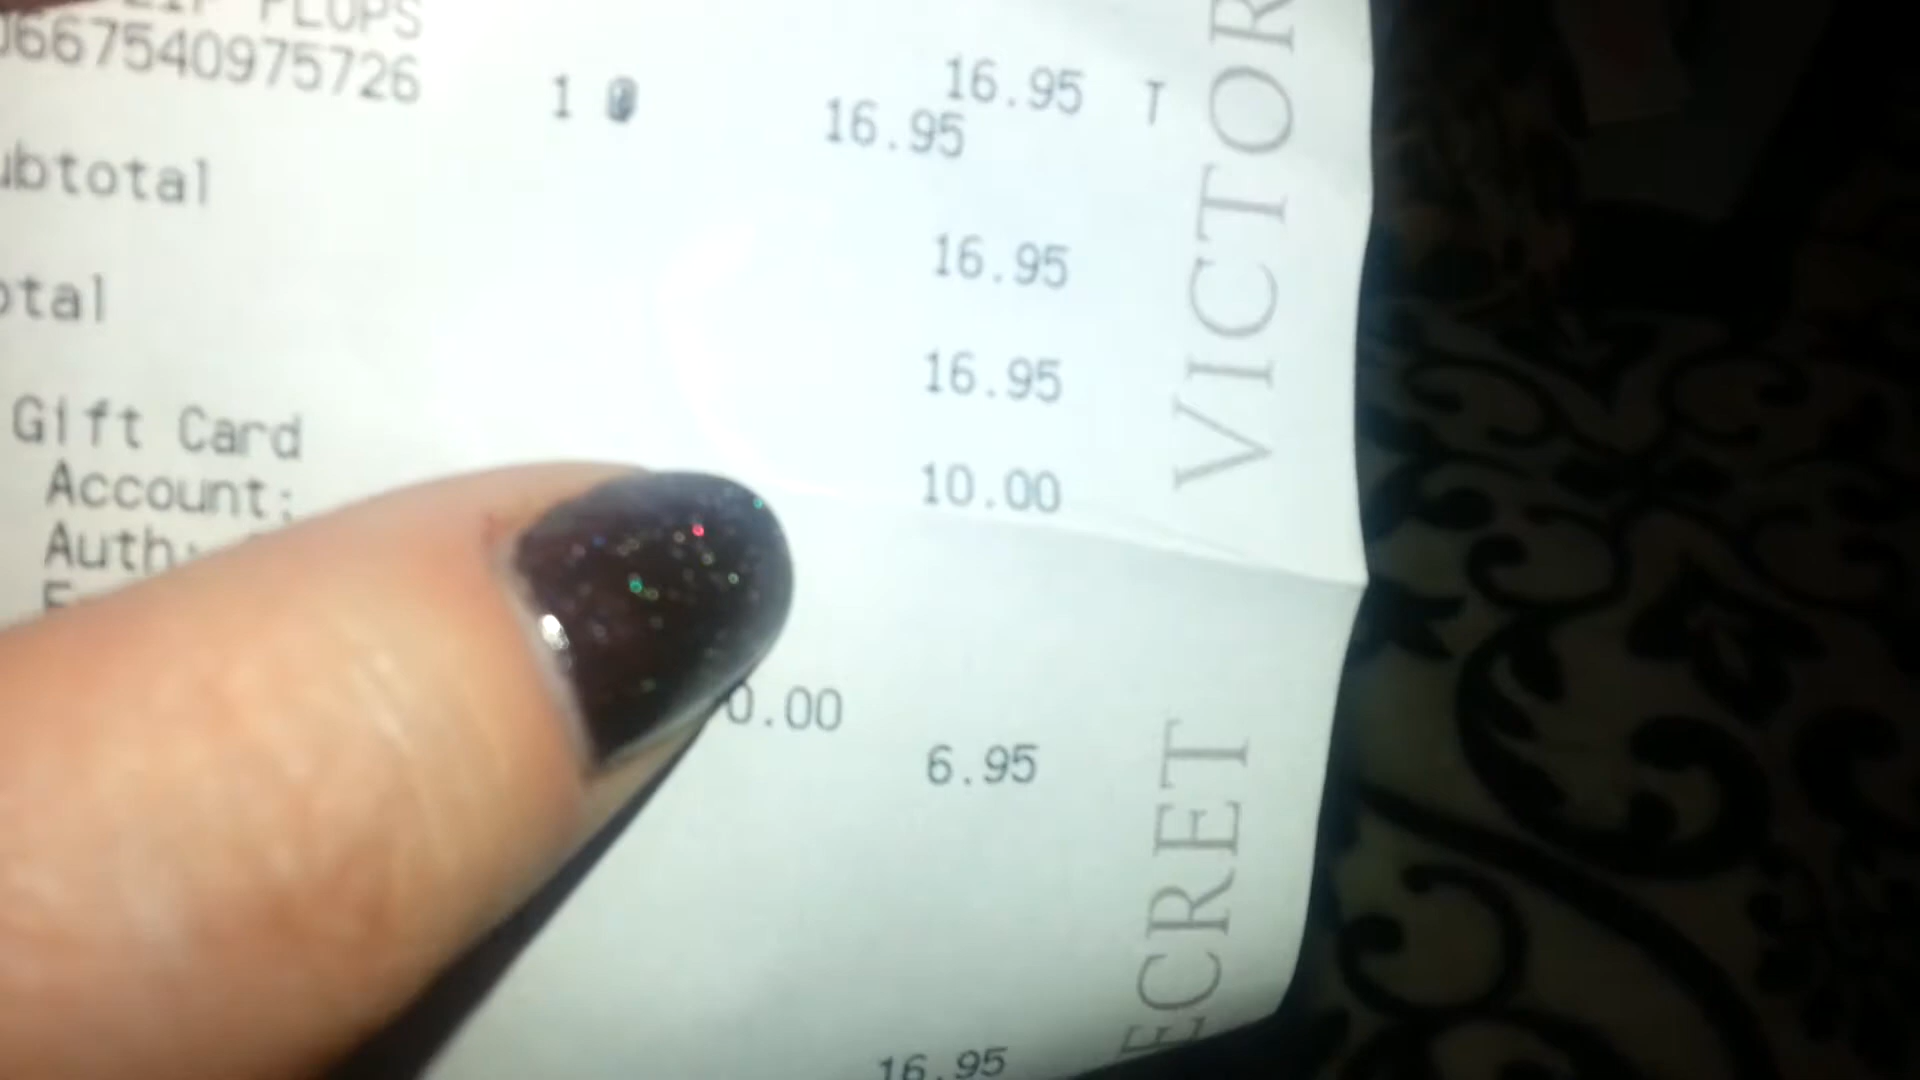 FLOPS
0667540975726
16.95 T
1 @ 16.95
ubtotal
16.95
otal
16.95
Gift Card
10.00
Account:
Auth:
0.00
6.95
16.95
VICTOR
ECRET